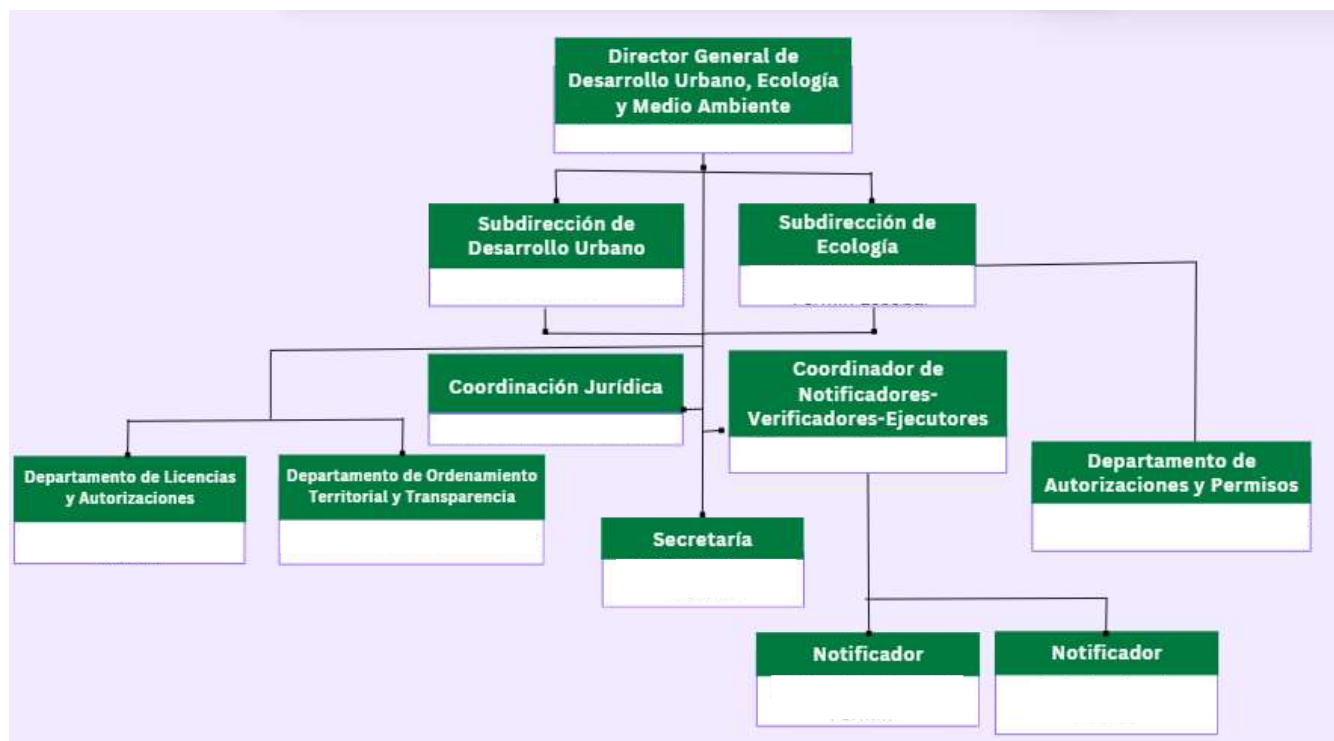 Director General de
Desarrollo Urbano, Ecología
y Medio Ambiente
Subdirección de
Desarrollo Urbano
Subdirección de
Ecología
Coordinación Jurídica
Coordinador de
Notificadores-
Verificadores-Ejecutores
Departamento de Licencias
y Autorizaciones
Departamento de Ordenamiento
Territorial y Transparencia
Departamento de
Autorizaciones y Permisos
Secretaría
Notificador
Notificador